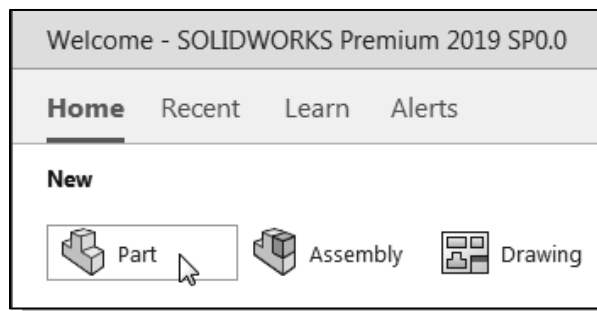 Welcome - SOLIDWORKS Premium 2019 SP0.0
Home Recent Learn Alerts
New
Part Assembly Drawing